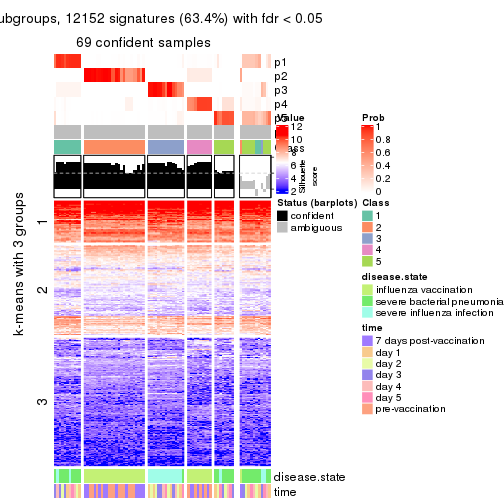 ubgroups, 12152 signatures (63.4%) with fdr < 0.05
69 confident samples
p1
p2
p3
p4
Value
12
10
6
4
2
Silhouette
score
Prob
1
0.8
0.6
0.4
0.2
0
Status (barplots)
confident
ambiguous
Class
1
2
3
4
5
disease.state
influenza vaccination
severe bacterial pneumonia
severe influenza infection
time
7 days post-vaccination
day 1
day 2
day 3
day 4
day 5
pre-vaccination
k-means with 3 groups
1
2
3
disease.state
time